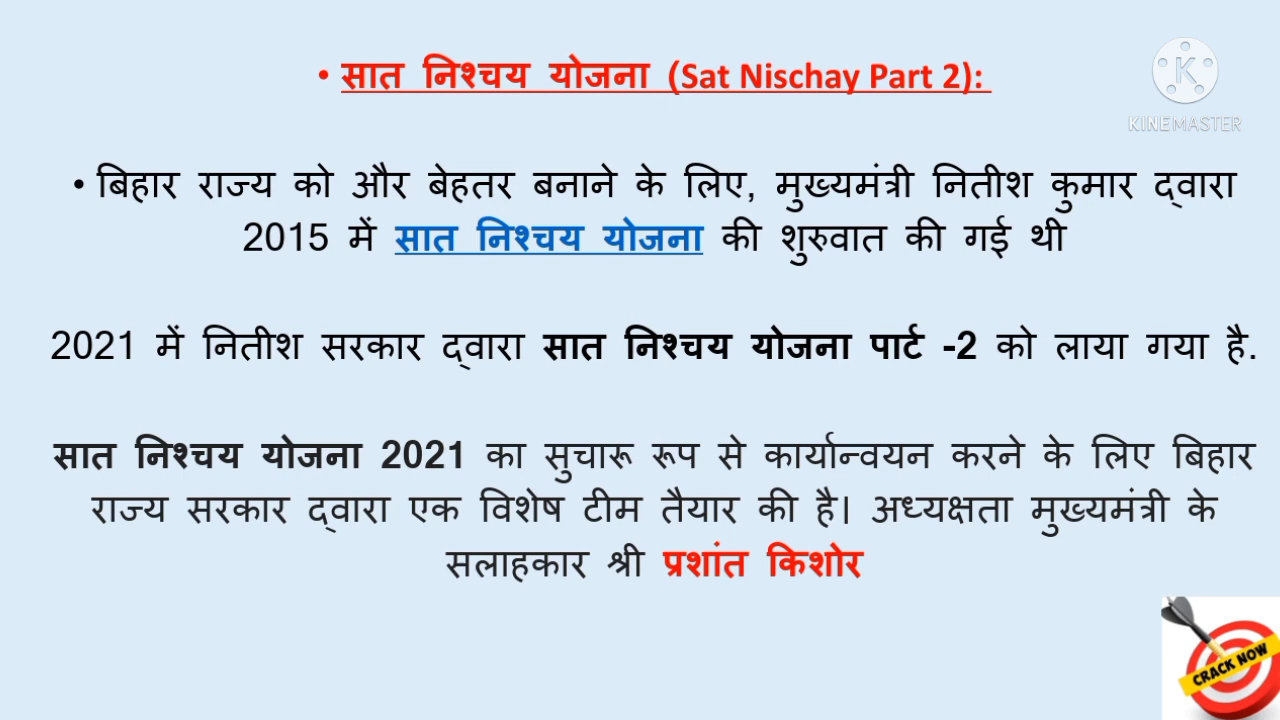 • सात निश्चय योजना (Sat Nischay Part 2):
K
KINEMASTER
• बिहार राज्य को और बेहतर बनाने के लिए, मुख्यमंत्री नितीश कुमार द्वारा
2015 में सात निश्चय योजना की शुरुवात की गई थी
2021 में नितीश सरकार द्वारा सात निश्चय योजना पार्ट -2 को लाया गया है.
सात निश्चय योजना 2021 का सुचारू रूप से कार्यान्वयन करने के लिए बिहार
राज्य सरकार द्वारा एक विशेष टीम तैयार की है। अध्यक्षता मुख्यमंत्री के
सलाहकार श्री प्रशांत किशोर
CRACK NOW